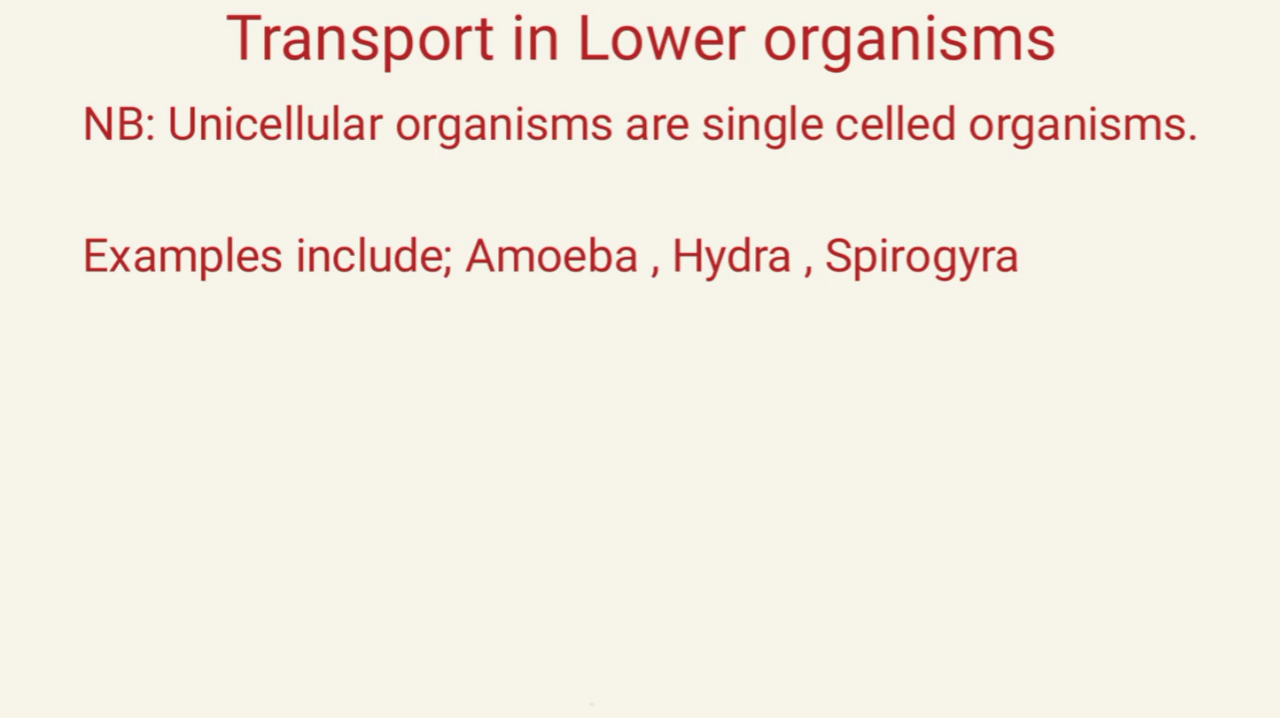 Transport in Lower organisms
NB: Unicellular organisms are single celled organisms.
Examples include; Amoeba , Hydra , Spirogyra